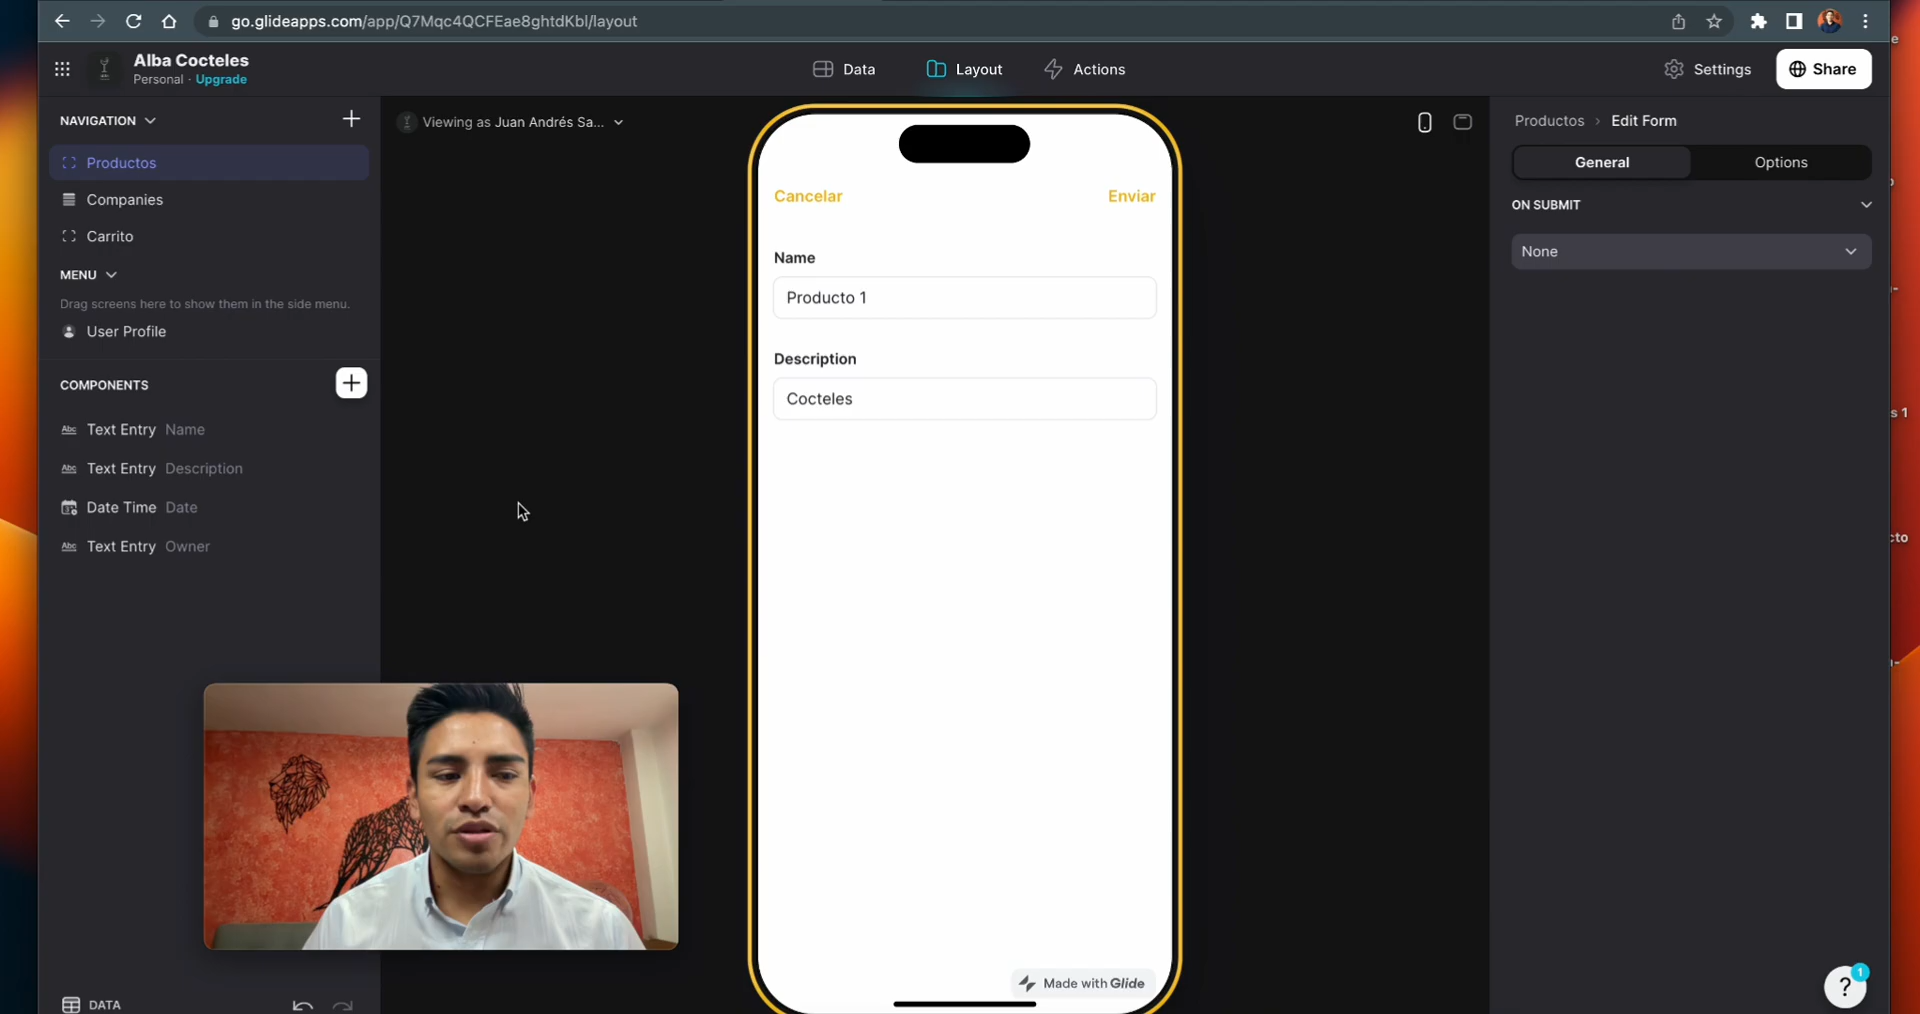 go.glideapps.com/app/Q7Mqc4QCFEae8ghtdKbl/layout
Alba Cocteles
Personal · Upgrade
Data
Layout
Actions
Settings
Share
NAVIGATION
Productos
Companies
Carrito
MENU
Drag screens here to show them in the side menu.
User Profile
COMPONENTS
Text Entry Name
Text Entry Description
Date Time Date
Text Entry Owner
DATA
Viewing as Juan Andrés Sa...
Cancelar
Enviar
Name
Producto 1
Description
Cocteles
Made with Glide
Productos › Edit Form
General
Options
ON SUBMIT
None
?
1
s 1
cto